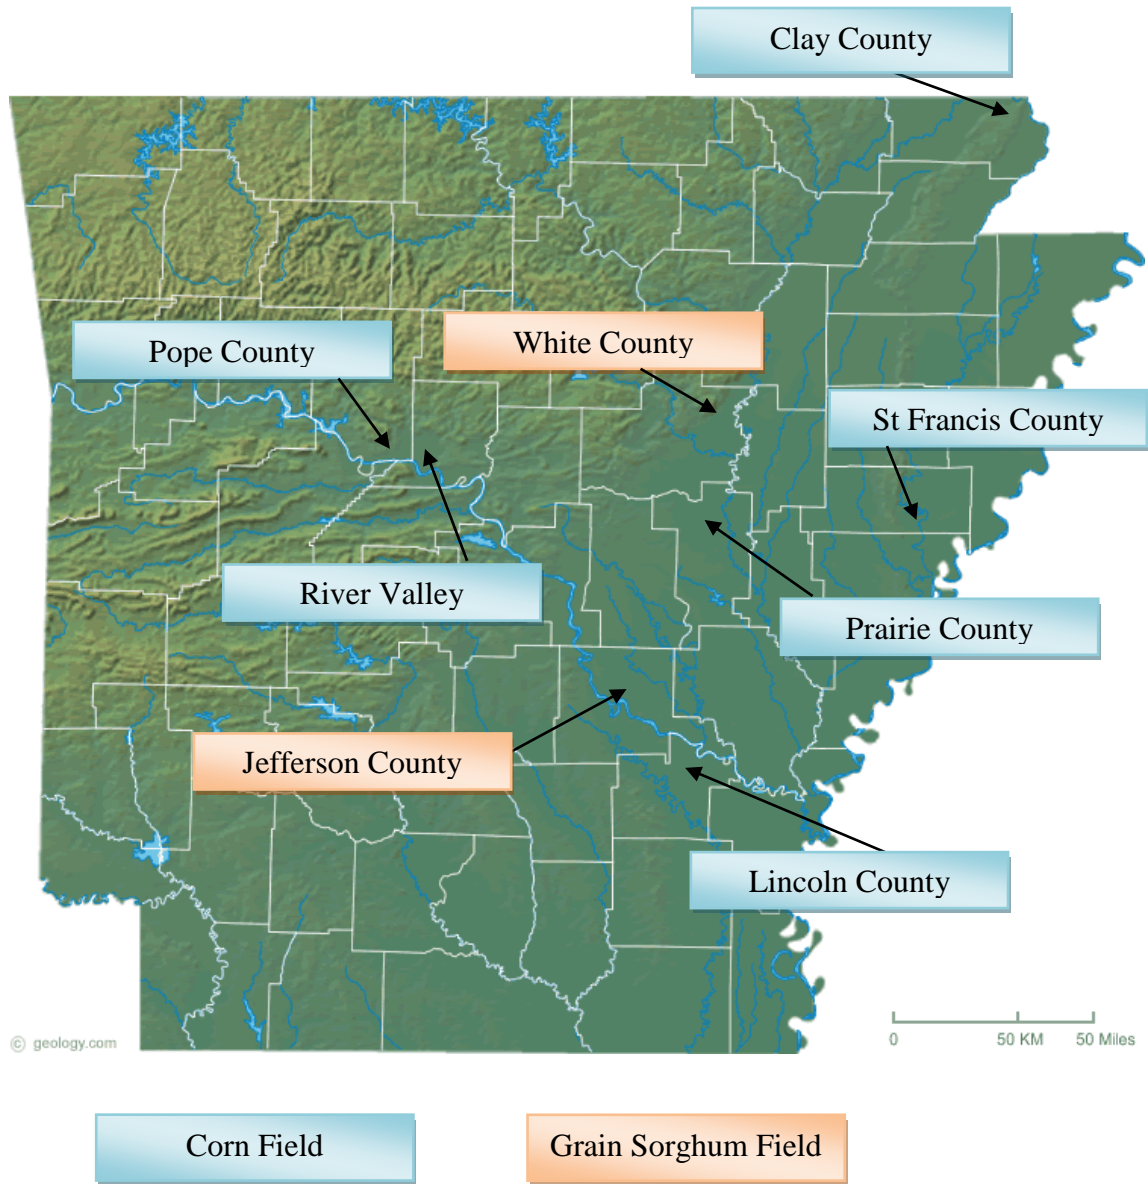 Clay County
White County
Pope County
St Francis County
River Valley
Prairie County
Jefferson County
Lincoln County
© geology.com
0 50 KM 50 Miles
Corn Field
Grain Sorghum Field